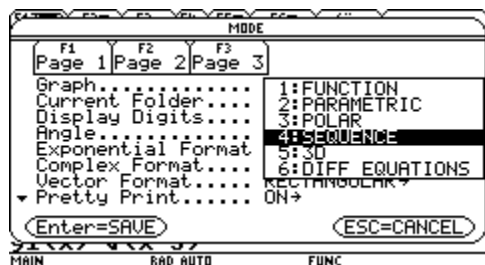 MODE
F1 F2 F3
Page 1 Page 2 Page 3
Graph..............
Current Folder....
Display Digits....
Angle..............
Exponential Format
Complex Format....
Vector Format..... RECTANGULAR→
Pretty Print...... ON→
1:FUNCTION
2:PARAMETRIC
3:POLAR
4:SEQUENCE
5:3D
6:DIFF EQUATIONS
Enter=SAVE ESC=CANCEL
MAIN RAD AUTO FUNC